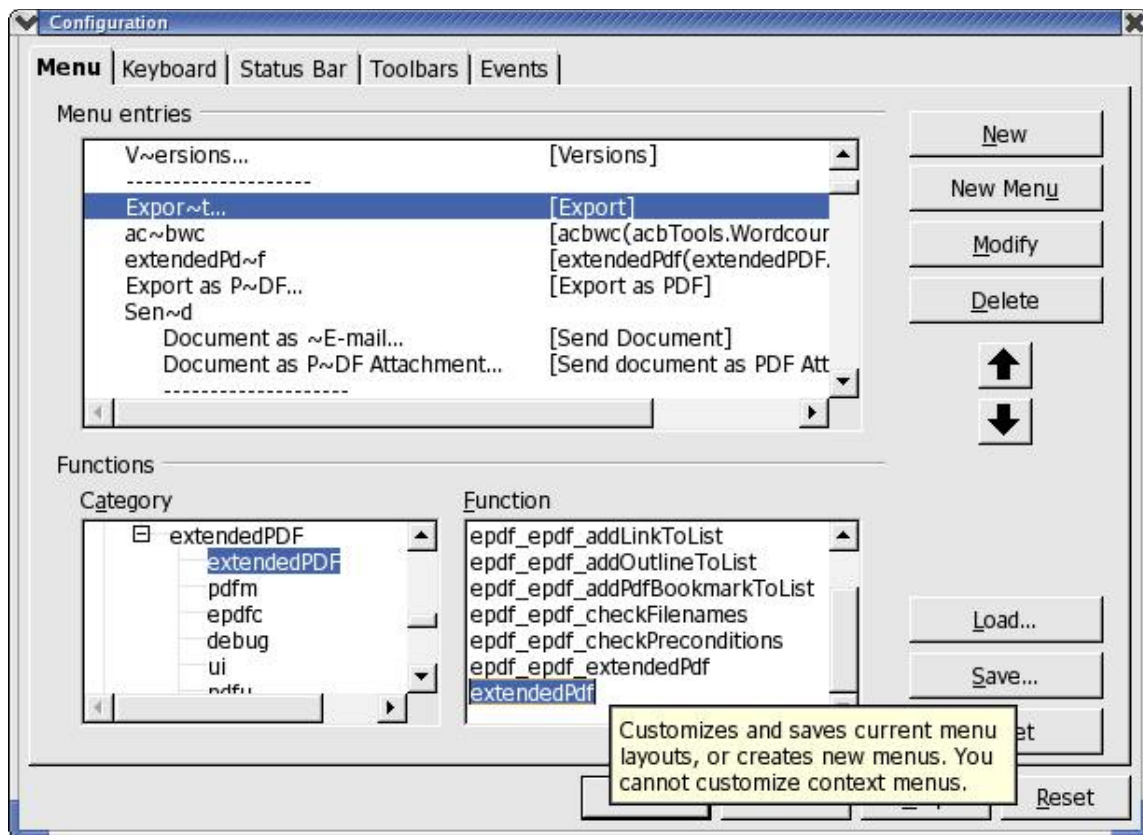 Configuration
Menu Keyboard Status Bar Toolbars Events
Menu entries
V~ersions... [Versions]
--------------------
Expor~t... [Export]
ac~bwc [acbwc(acbTools.Wordcour
extendedPd~f [extendedPdf(extendedPDF.
Export as P~DF... [Export as PDF]
Sen~d
Document as ~E-mail... [Send Document]
Document as P~DF Attachment... [Send document as PDF Att
--------------------
New
New Menu
Modify
Delete
Functions
Category
extendedPDF
extendedPDF
pdfm
epdfc
debug
ui
Function
epdf_epdf_addLinkToList
epdf_epdf_addOutlineToList
epdf_epdf_addPdfBookmarkToList
epdf_epdf_checkFilenames
epdf_epdf_checkPreconditions
epdf_epdf_extendedPdf
extendedPdf
Load...
Save...
et
Customizes and saves current menu
layouts, or creates new menus. You
cannot customize context menus.
Reset